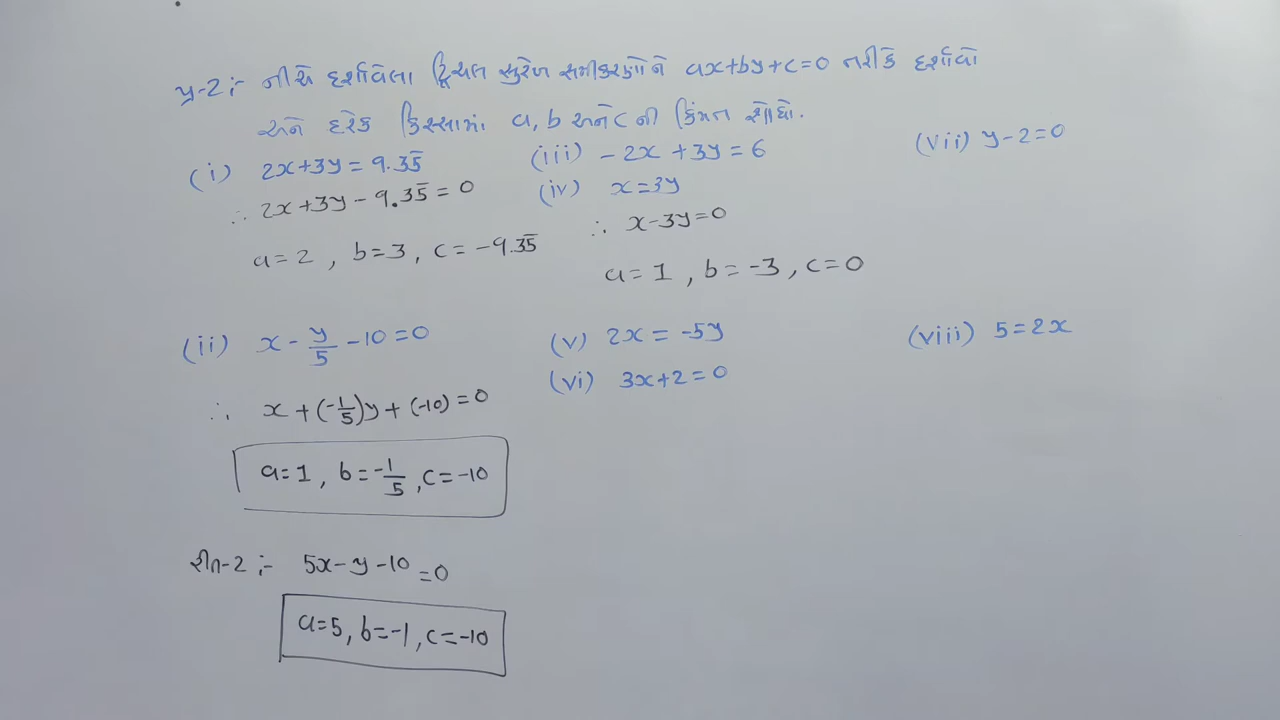 પ્ર-2:- નીચે દર્શાવેલા દ્વિચલ સુરેખ સમીકરણોને ax+by+c=0 તરીકે દર્શાવો
અને દરેક કિસ્સામાં a, b અને c ની કિંમત શોધો.
(i) 2x+3y=9.35̅
∴ 2x+3y-9.35̅=0
a=2, b=3, c=-9.35̅
(ii) x-y/5-10=0
∴ x+(-1/5)y+(-10)=0
a=1, b=-1/5, c=-10
રીત-2:- 5x-y-10=0
a=5, b=-1, c=-10
(iii) -2x+3y=6
(iv) x=3y
∴ x-3y=0
a=1, b=-3, c=0
(v) 2x=-5y
(vi) 3x+2=0
(vii) y-2=0
(viii) 5=2x